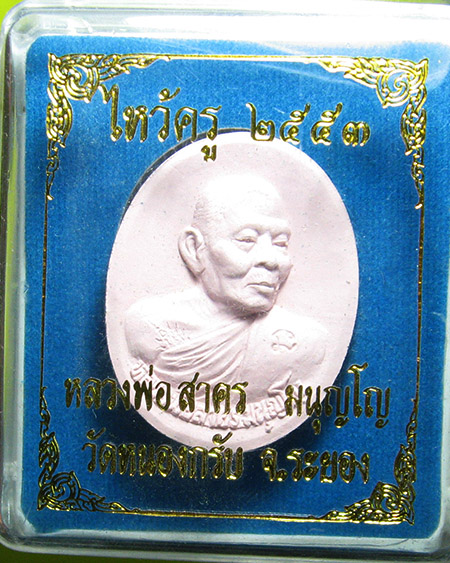 ไหว้ครู ๒๕๕๓
หลวงพ่อ สาคร มนุญโญ
วัดหนองกรับ จ.ระยอง